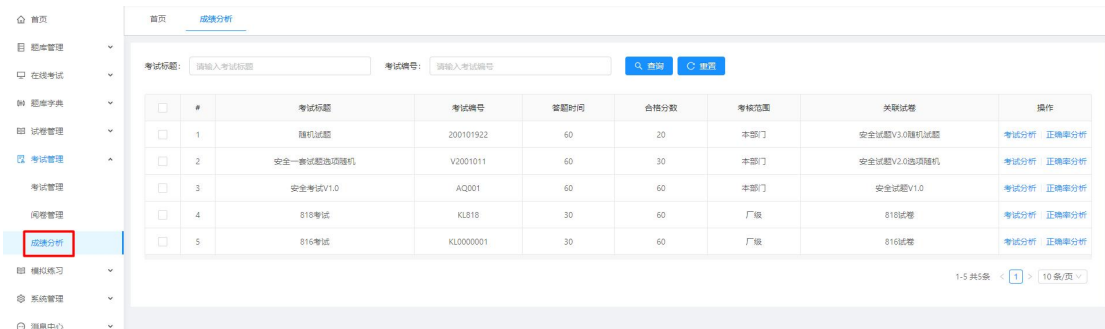 首页
题库管理
在线考试
题库字典
试卷管理
考试管理
考试管理
阅卷管理
成绩分析
模拟练习
系统管理
消息中心
首页 成绩分析
考试标题： 请输入考试标题 考试编号： 请输入考试编号 查询 重置
# 考试标题 考试编号 答题时间 合格分数 考核范围 关联试卷 操作
1 随机试题 200101922 60 20 本部门 安全试题V3.0随机试题 考试分析 正确率分析
2 安全一套试题选项随机 V2001011 60 30 本部门 安全试题V2.0选项随机 考试分析 正确率分析
3 安全考试V1.0 AQ001 60 60 本部门 安全试题V1.0 考试分析 正确率分析
4 818考试 KL818 30 60 厂级 818试卷 考试分析 正确率分析
5 816考试 KL0000001 30 60 厂级 816试卷 考试分析 正确率分析
1-5 共5条 < 1 > 10 条/页